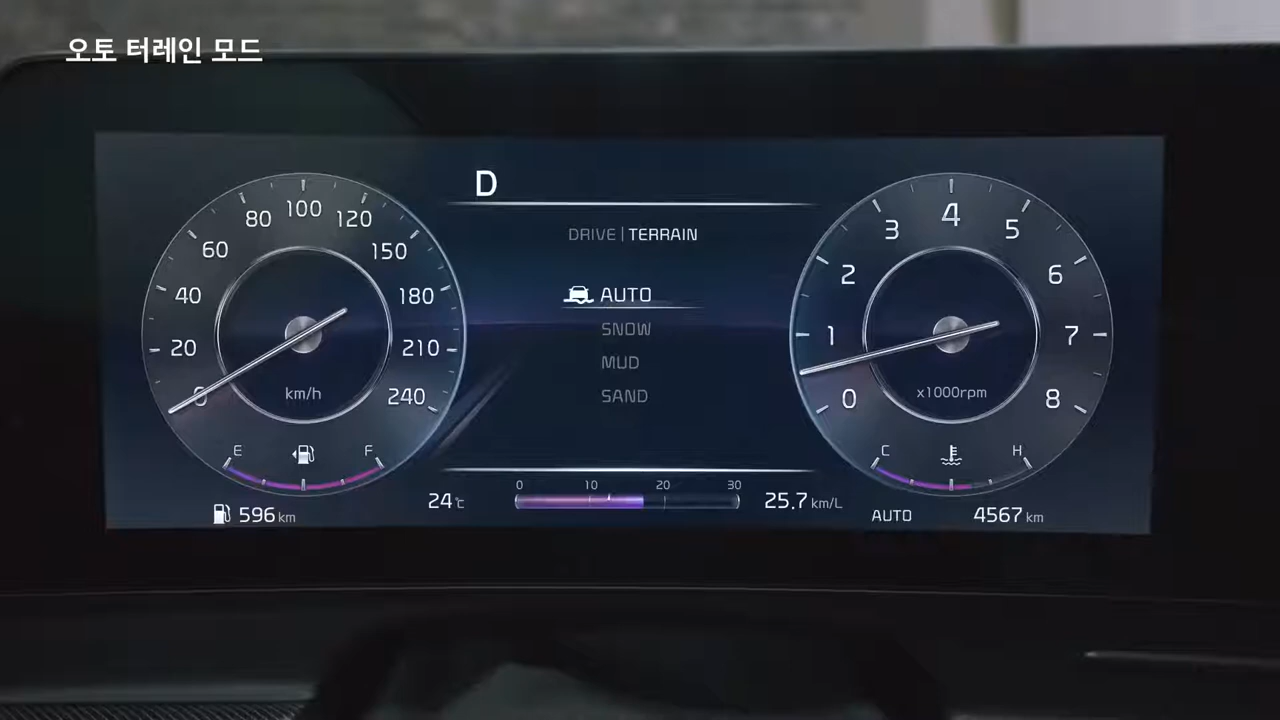 오토 터레인 모드
D
DRIVE | TERRAIN
AUTO
SNOW
MUD
SAND
0 20 40 60 80 100 120 150 180 210 240
km/h
E F
596 km
24 °C
0 10 20 30
25.7 km/L
0 1 2 3 4 5 6 7 8
x1000rpm
C H
AUTO
4567 km